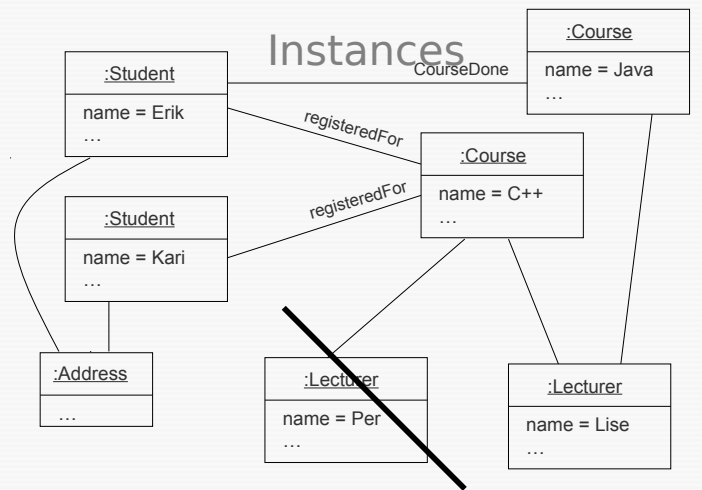 Instances
:Course
name = Java
…
:Student
name = Erik
…
CourseDone
registeredFor
:Course
name = C++
…
registeredFor
:Student
name = Kari
…
:Address
…
:Lecturer
name = Per
…
:Lecturer
name = Lise
…